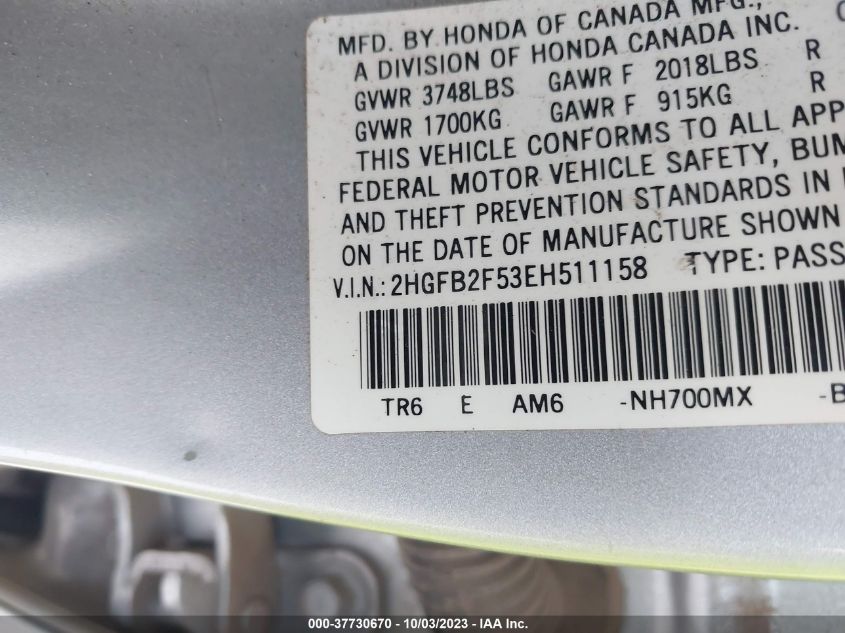 MFD. BY HONDA OF CANADA MFG.,
A DIVISION OF HONDA CANADA INC.
GVWR 3748LBS GAWR F 2018LBS R
GVWR 1700KG GAWR F 915KG R
THIS VEHICLE CONFORMS TO ALL APP
FEDERAL MOTOR VEHICLE SAFETY, BUM
AND THEFT PREVENTION STANDARDS IN
ON THE DATE OF MANUFACTURE SHOWN
V.I.N.: 2HGFB2F53EH511158 TYPE: PASS
TR6 E AM6 -NH700MX -B
000-37730670 - 10/03/2023 - IAA Inc.